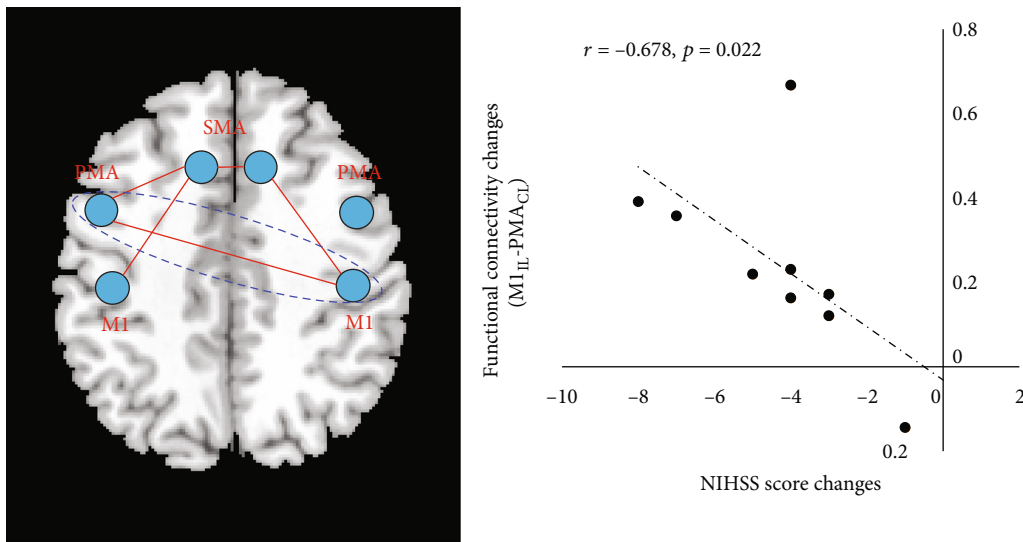 SMA
PMA
PMA
M1
M1
r = –0.678, p = 0.022
Functional connectivity changes
(M1IL-PMACL)
0.8
0.6
0.4
0.2
0
–10
–8
–6
–4
–2
0
2
0.2
NIHSS score changes